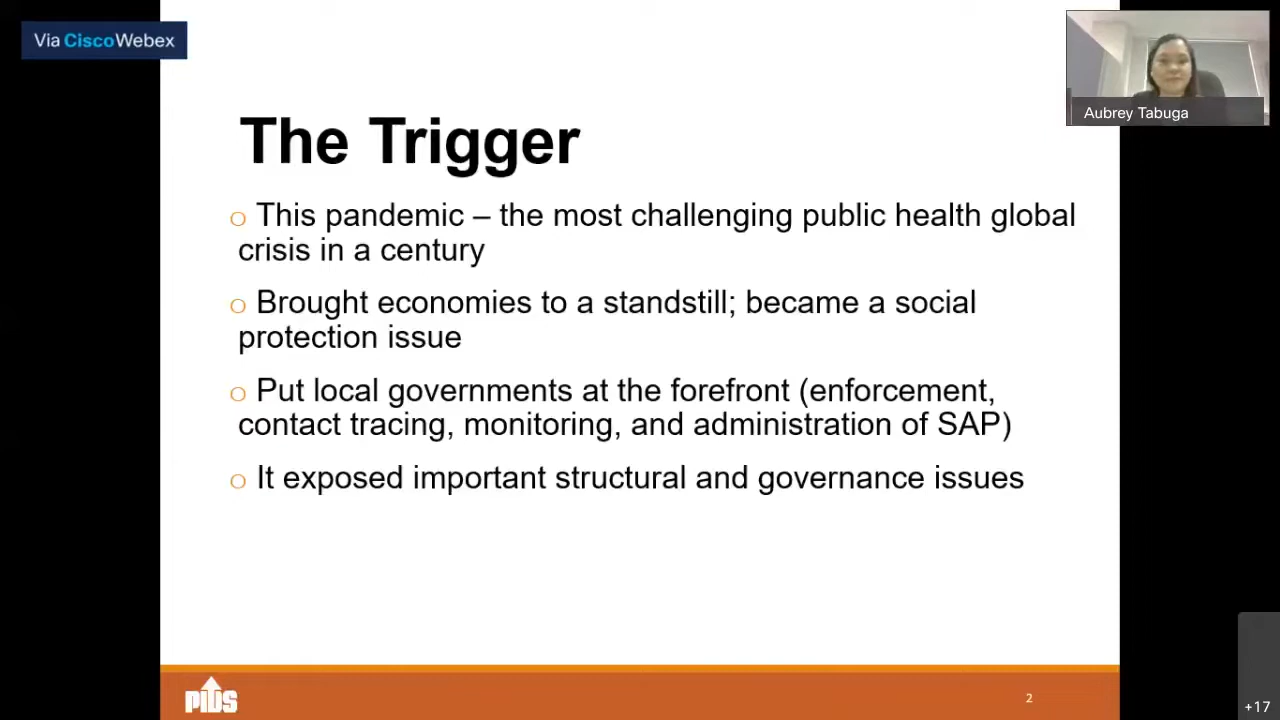 Via CiscoWebex
Aubrey Tabuga
The Trigger
o This pandemic – the most challenging public health global
crisis in a century
o Brought economies to a standstill; became a social
protection issue
o Put local governments at the forefront (enforcement,
contact tracing, monitoring, and administration of SAP)
o It exposed important structural and governance issues
PIDS
2
+17